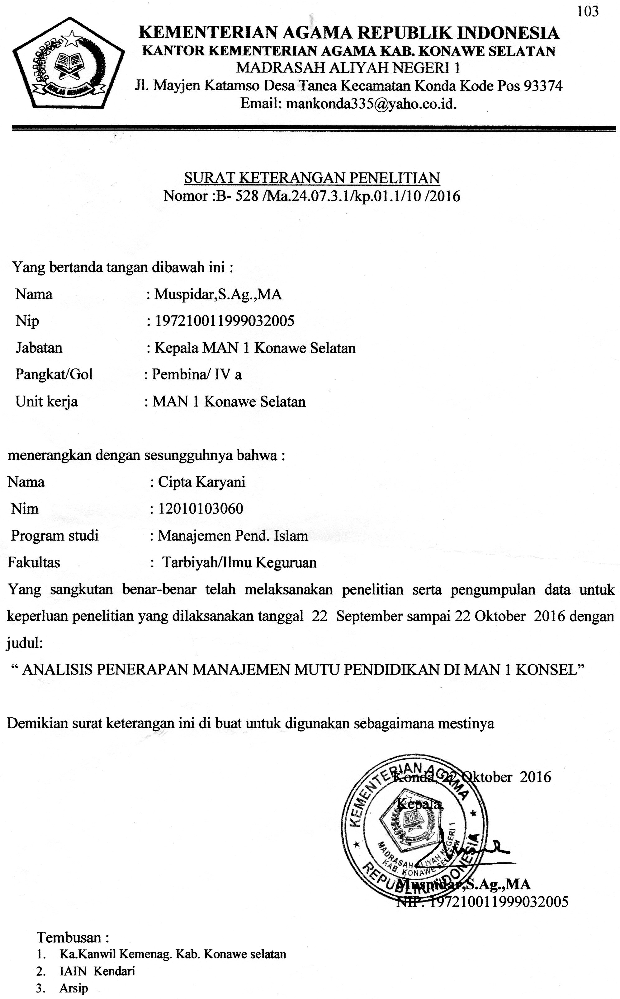 103
KEMENTERIAN AGAMA REPUBLIK INDONESIA
KANTOR KEMENTERIAN AGAMA KAB. KONAWE SELATAN
MADRASAH ALIYAH NEGERI 1
Jl. Mayjen Katamso Desa Tanea Kecamatan Konda Kode Pos 93374
Email: mankonda335@yaho.co.id.
IKHLAS BERAMAL
SURAT KETERANGAN PENELITIAN
Nomor :B- 528 /Ma.24.07.3.1/kp.01.1/10 /2016
Yang bertanda tangan dibawah ini :
Nama : Muspidar,S.Ag.,MA
Nip : 197210011999032005
Jabatan : Kepala MAN 1 Konawe Selatan
Pangkat/Gol : Pembina/ IV a
Unit kerja : MAN 1 Konawe Selatan
menerangkan dengan sesungguhnya bahwa :
Nama : Cipta Karyani
Nim : 12010103060
Program studi : Manajemen Pend. Islam
Fakultas : Tarbiyah/Ilmu Keguruan
Yang sangkutan benar-benar telah melaksanakan penelitian serta pengumpulan data untuk
keperluan penelitian yang dilaksanakan tanggal 22 September sampai 22 Oktober 2016 dengan
judul:
“ ANALISIS PENERAPAN MANAJEMEN MUTU PENDIDIKAN DI MAN 1 KONSEL”
Demikian surat keterangan ini di buat untuk digunakan sebagaimana mestinya
Konda, 22 Oktober 2016
Kepala,
KEMENTERIAN AGAMA
REPUBLIK INDONESIA
MADRASAH ALIYAH NEGERI 1
KAB. KONAWE SELATAN
Muspidar,S.Ag.,MA
NIP. 197210011999032005
Tembusan :
1. Ka.Kanwil Kemenag. Kab. Konawe selatan
2. IAIN Kendari
3. Arsip